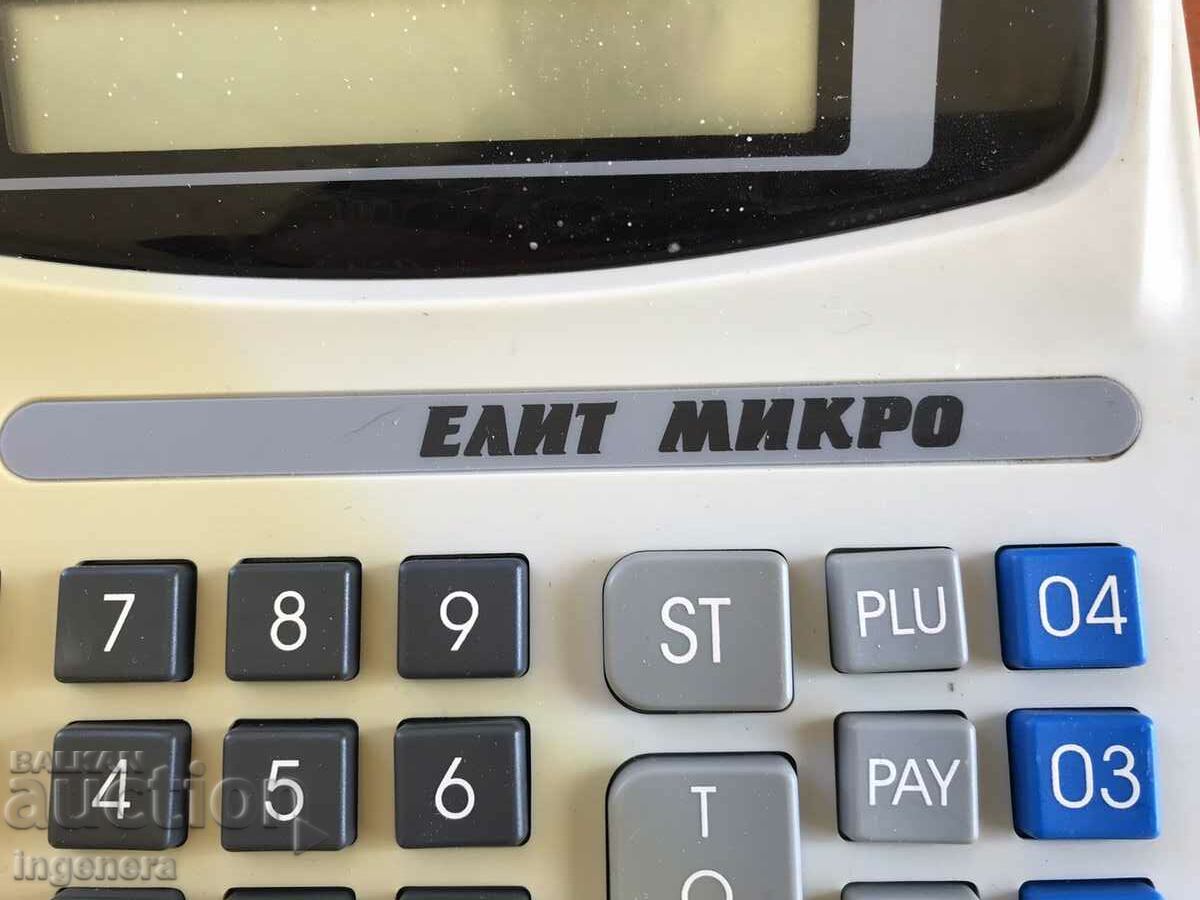 ЕЛИТ МИКРО
7 8 9 ST PLU 04
4 5 6 PAY 03
T
O
BALKAN
auction
ingenera